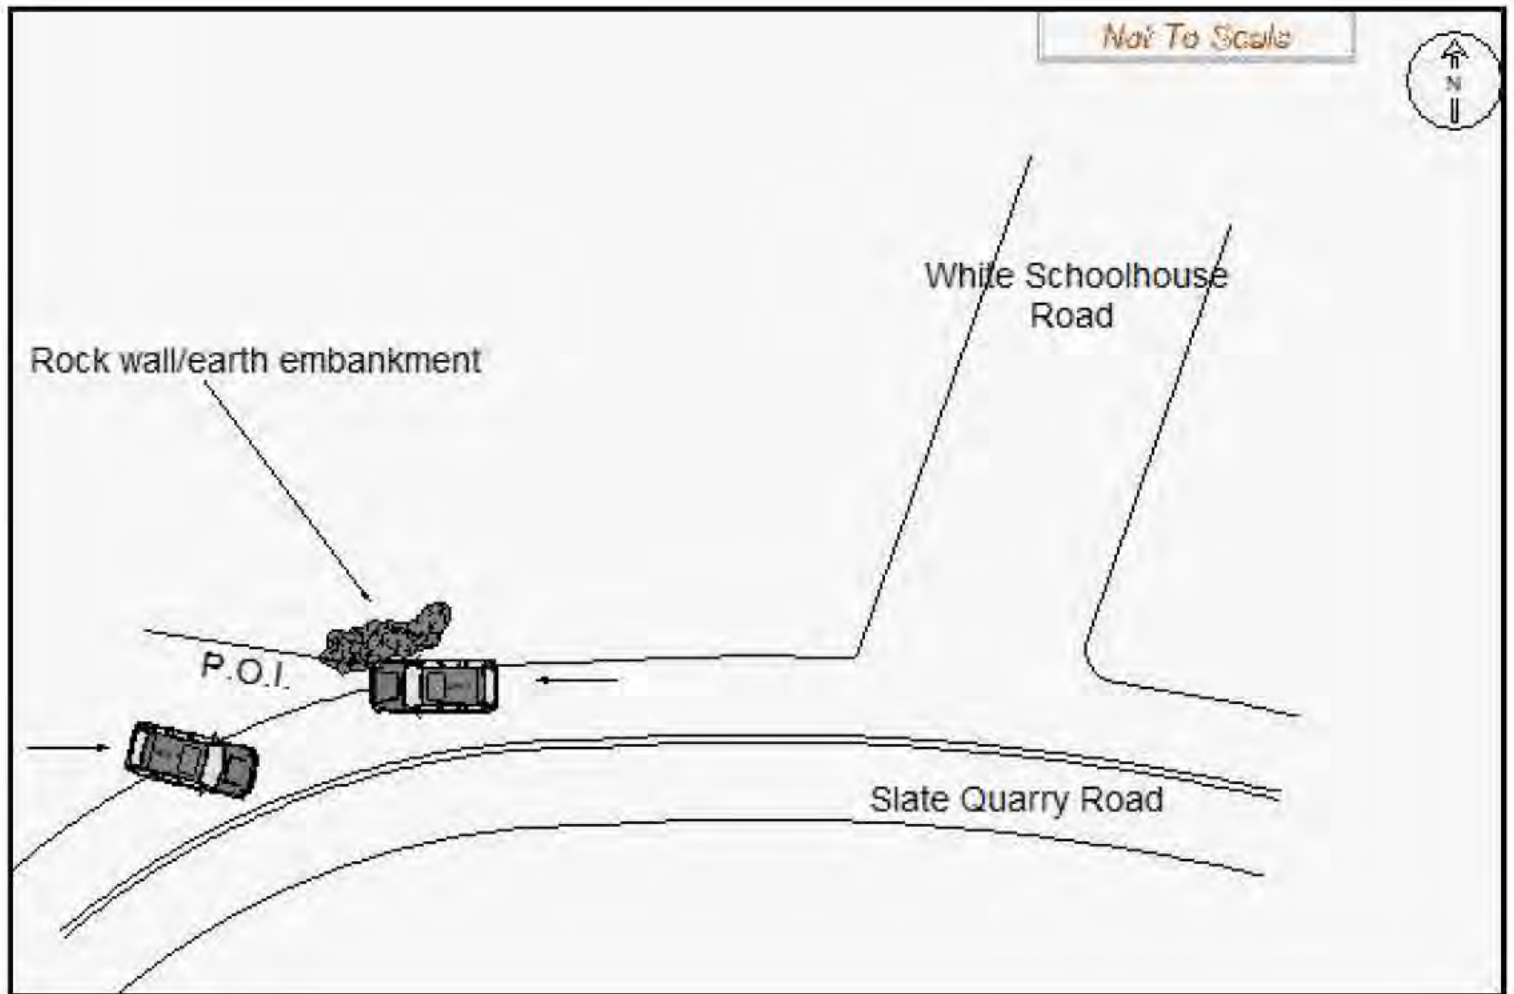 Not To Scale
N
White Schoolhouse
Road
Rock wall/earth embankment
P.O.I.
Slate Quarry Road